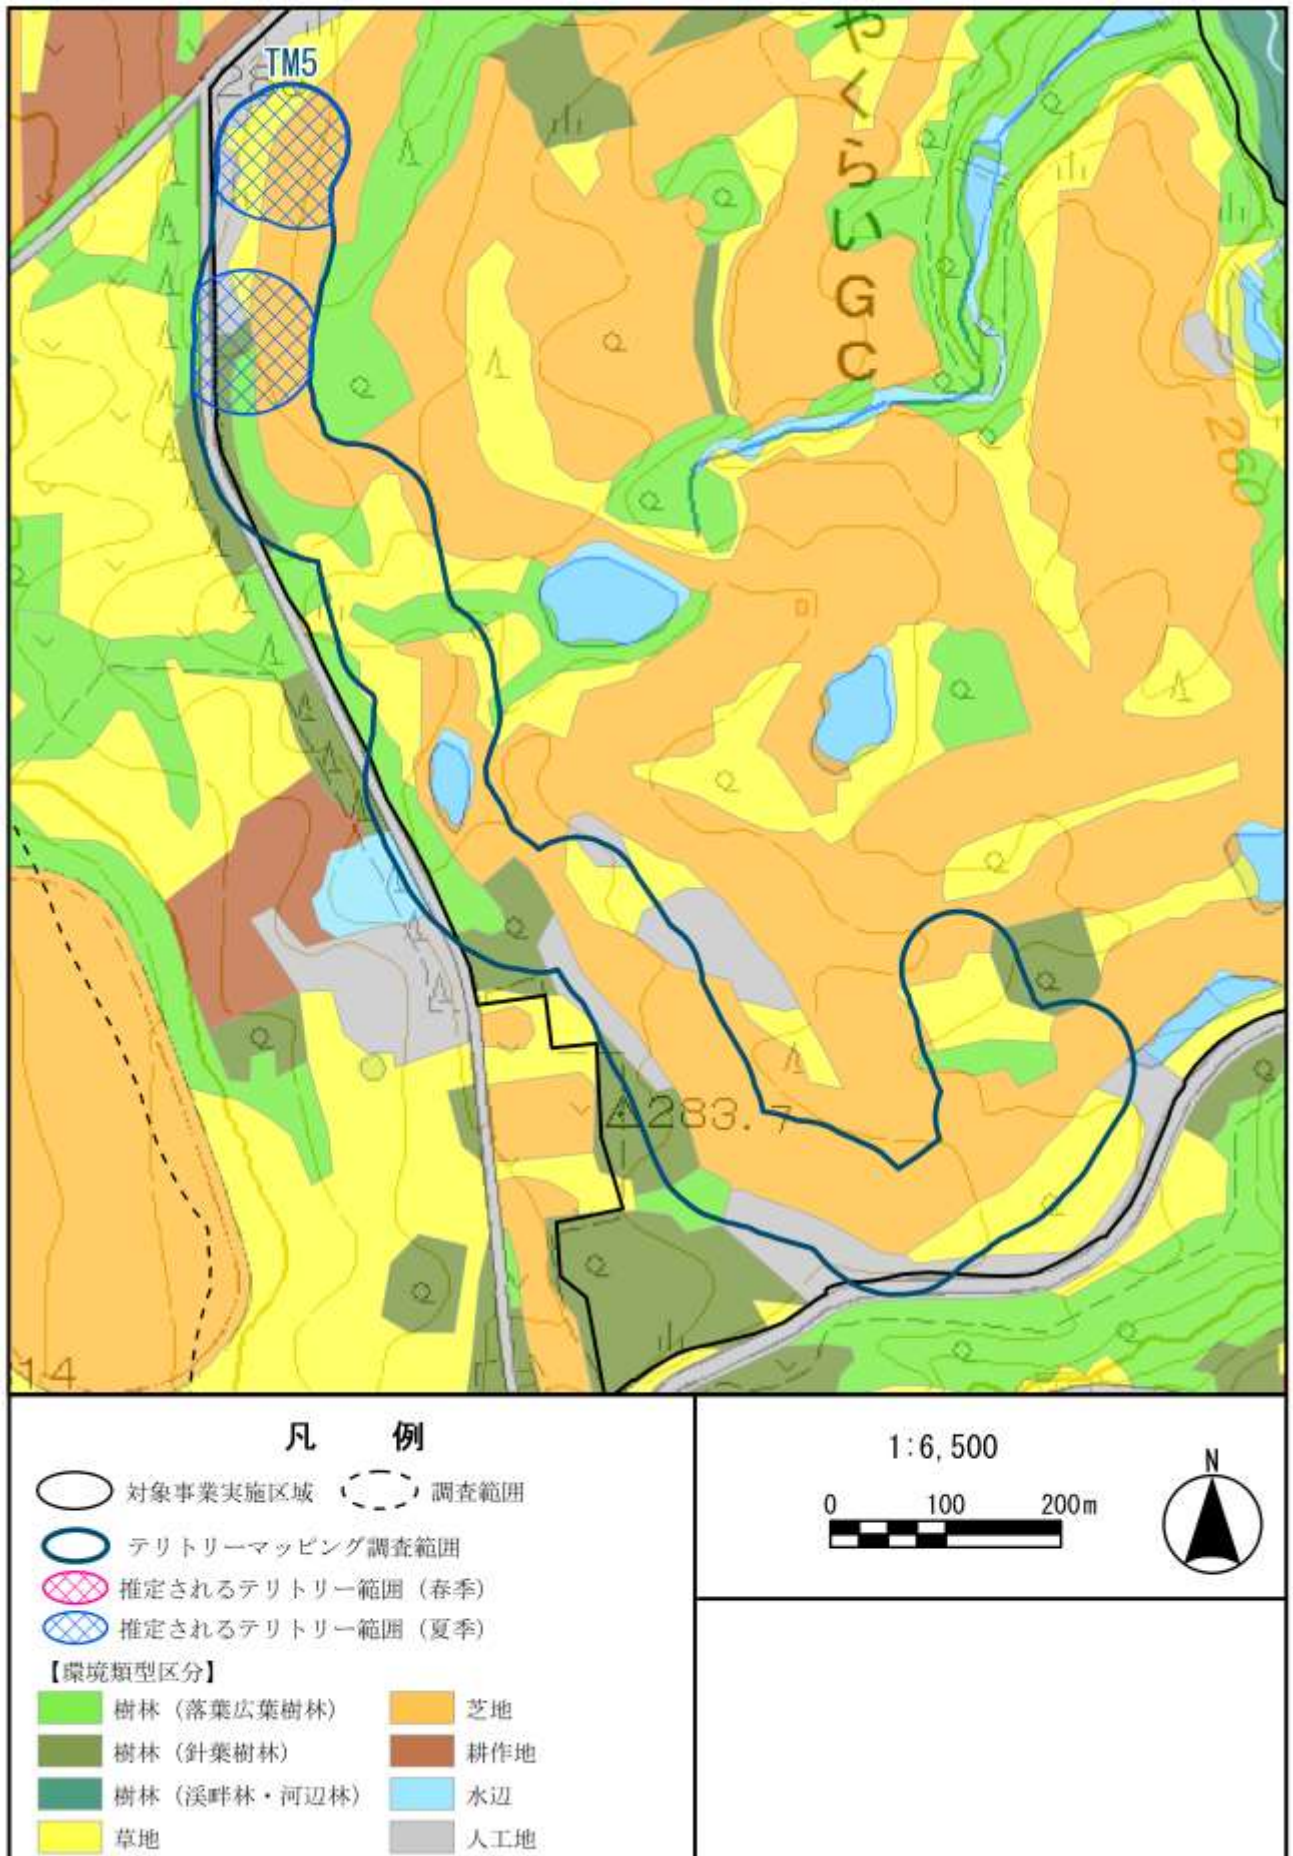 TM5
やくらいGC
260
283.7
14
凡 例
対象事業実施区域 調査範囲
テリトリーマッピング調査範囲
推定されるテリトリー範囲（春季）
推定されるテリトリー範囲（夏季）
【環境類型区分】
樹林（落葉広葉樹林） 芝地
樹林（針葉樹林） 耕作地
樹林（渓畔林・河辺林） 水辺
草地 人工地
1:6,500
0 100 200m
N